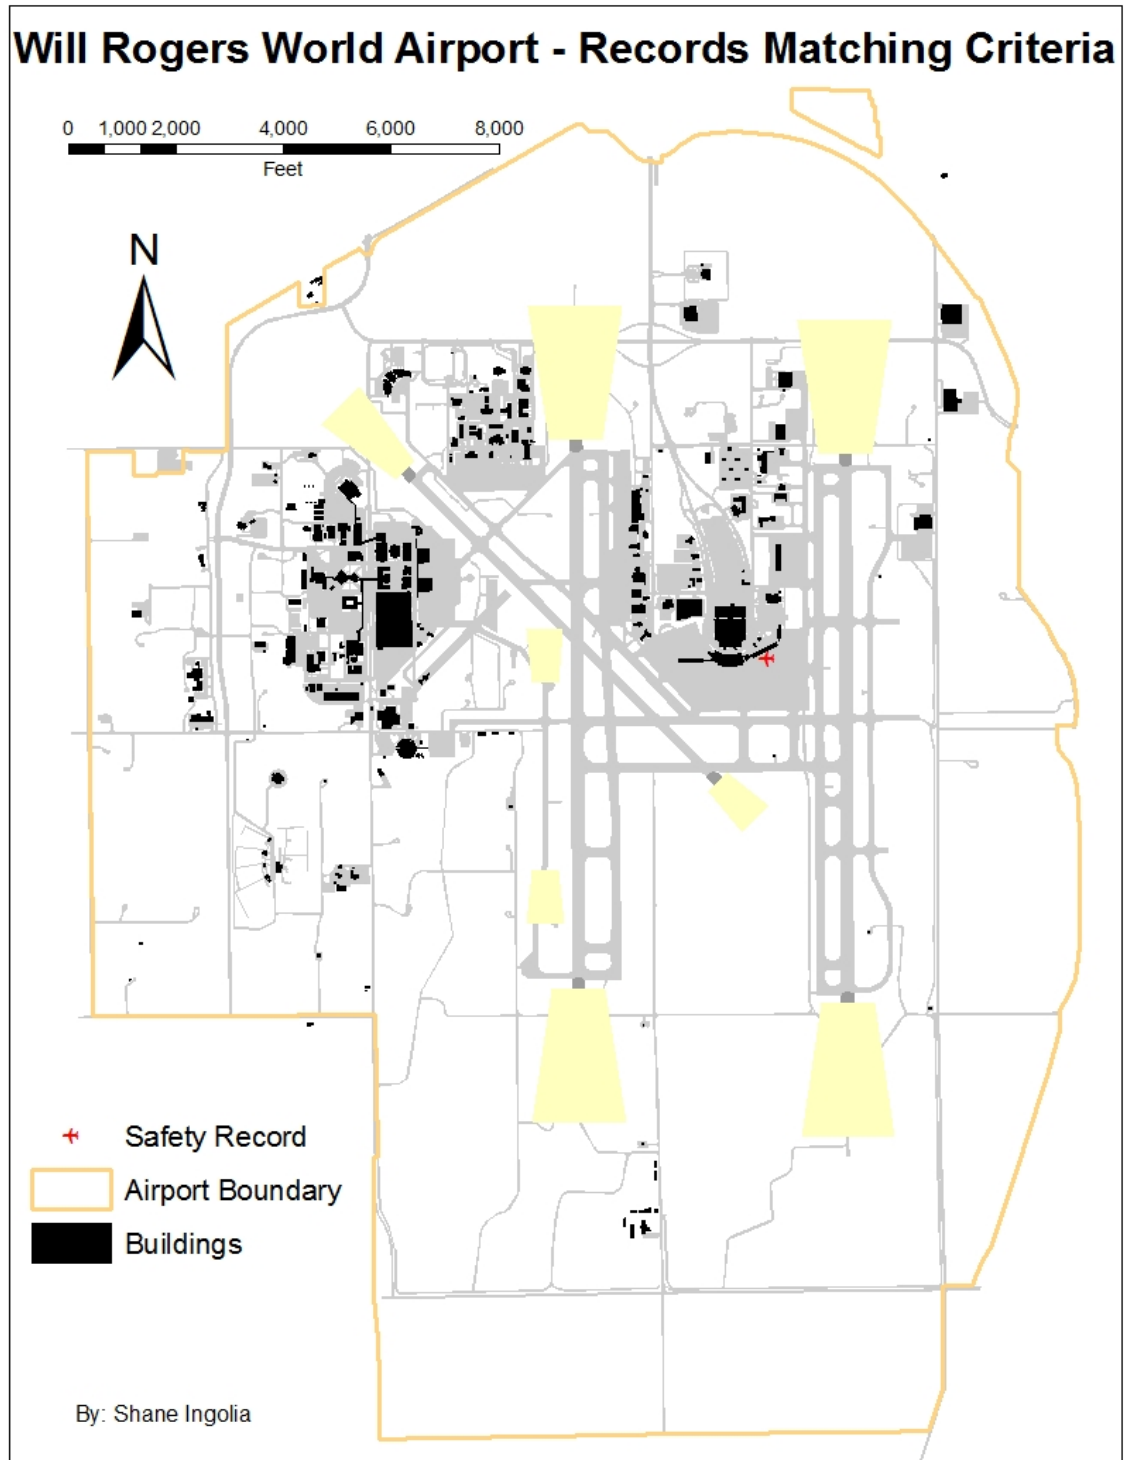 Will Rogers World Airport - Records Matching Criteria
0 1,000 2,000 4,000 6,000 8,000
Feet
N
Safety Record
Airport Boundary
Buildings
By: Shane Ingolia